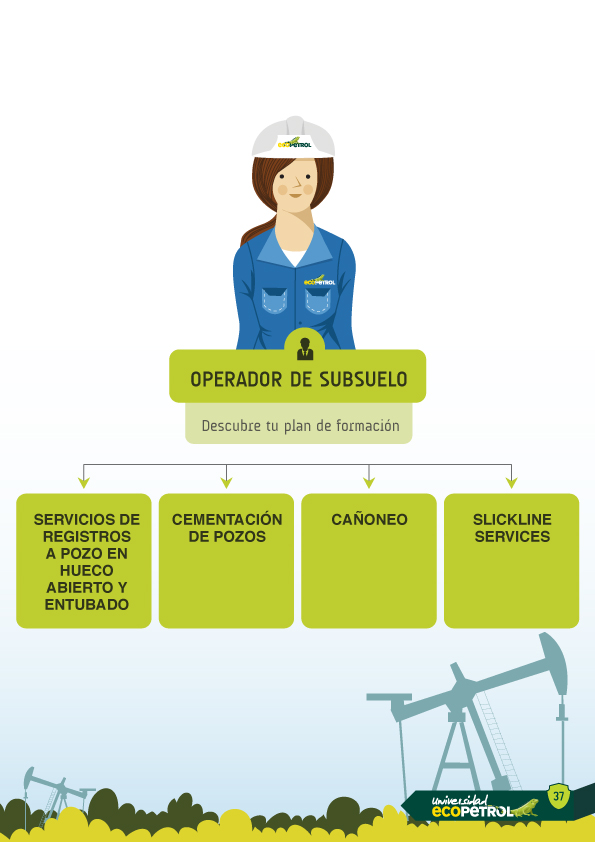 ecoPETROL
ecoPETROL
OPERADOR DE SUBSUELO
Descubre tu plan de formación
SERVICIOS DE
REGISTROS
A POZO EN
HUECO
ABIERTO Y
ENTUBADO
CEMENTACIÓN
DE POZOS
CAÑONEO
SLICKLINE
SERVICES
universidad
ecoPETROL
37